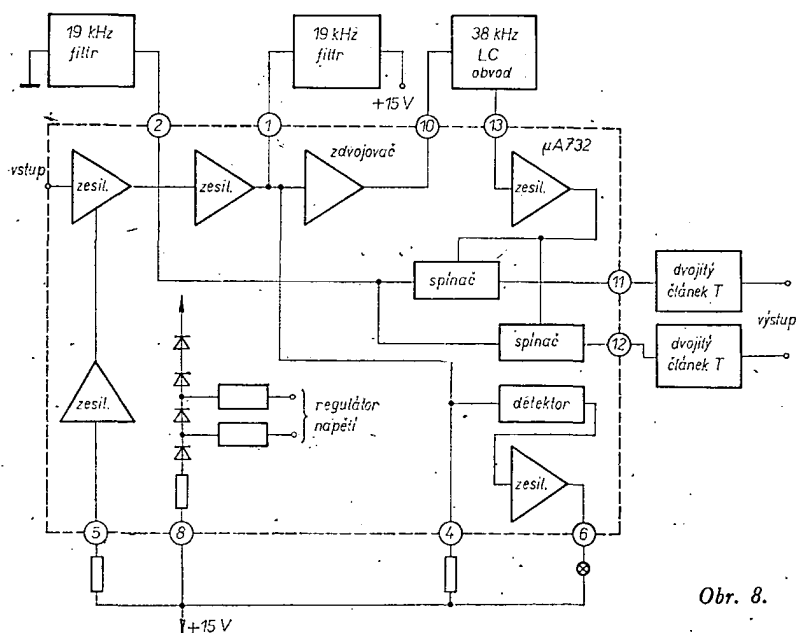 19 kHz
filtr
19 kHz
filtr
38 kHz
LC
obvod
+15 V
2
1
10
13
μA732
vstup
zesil.
zesil.
zdvojovač
zesil.
spínač
11
dvojitý
článek T
výstup
spínač
12
dvojitý
článek T
zesil.
regulátor
napětí
détektor
zesil.
5
8
4
6
+15 V
Obr. 8.